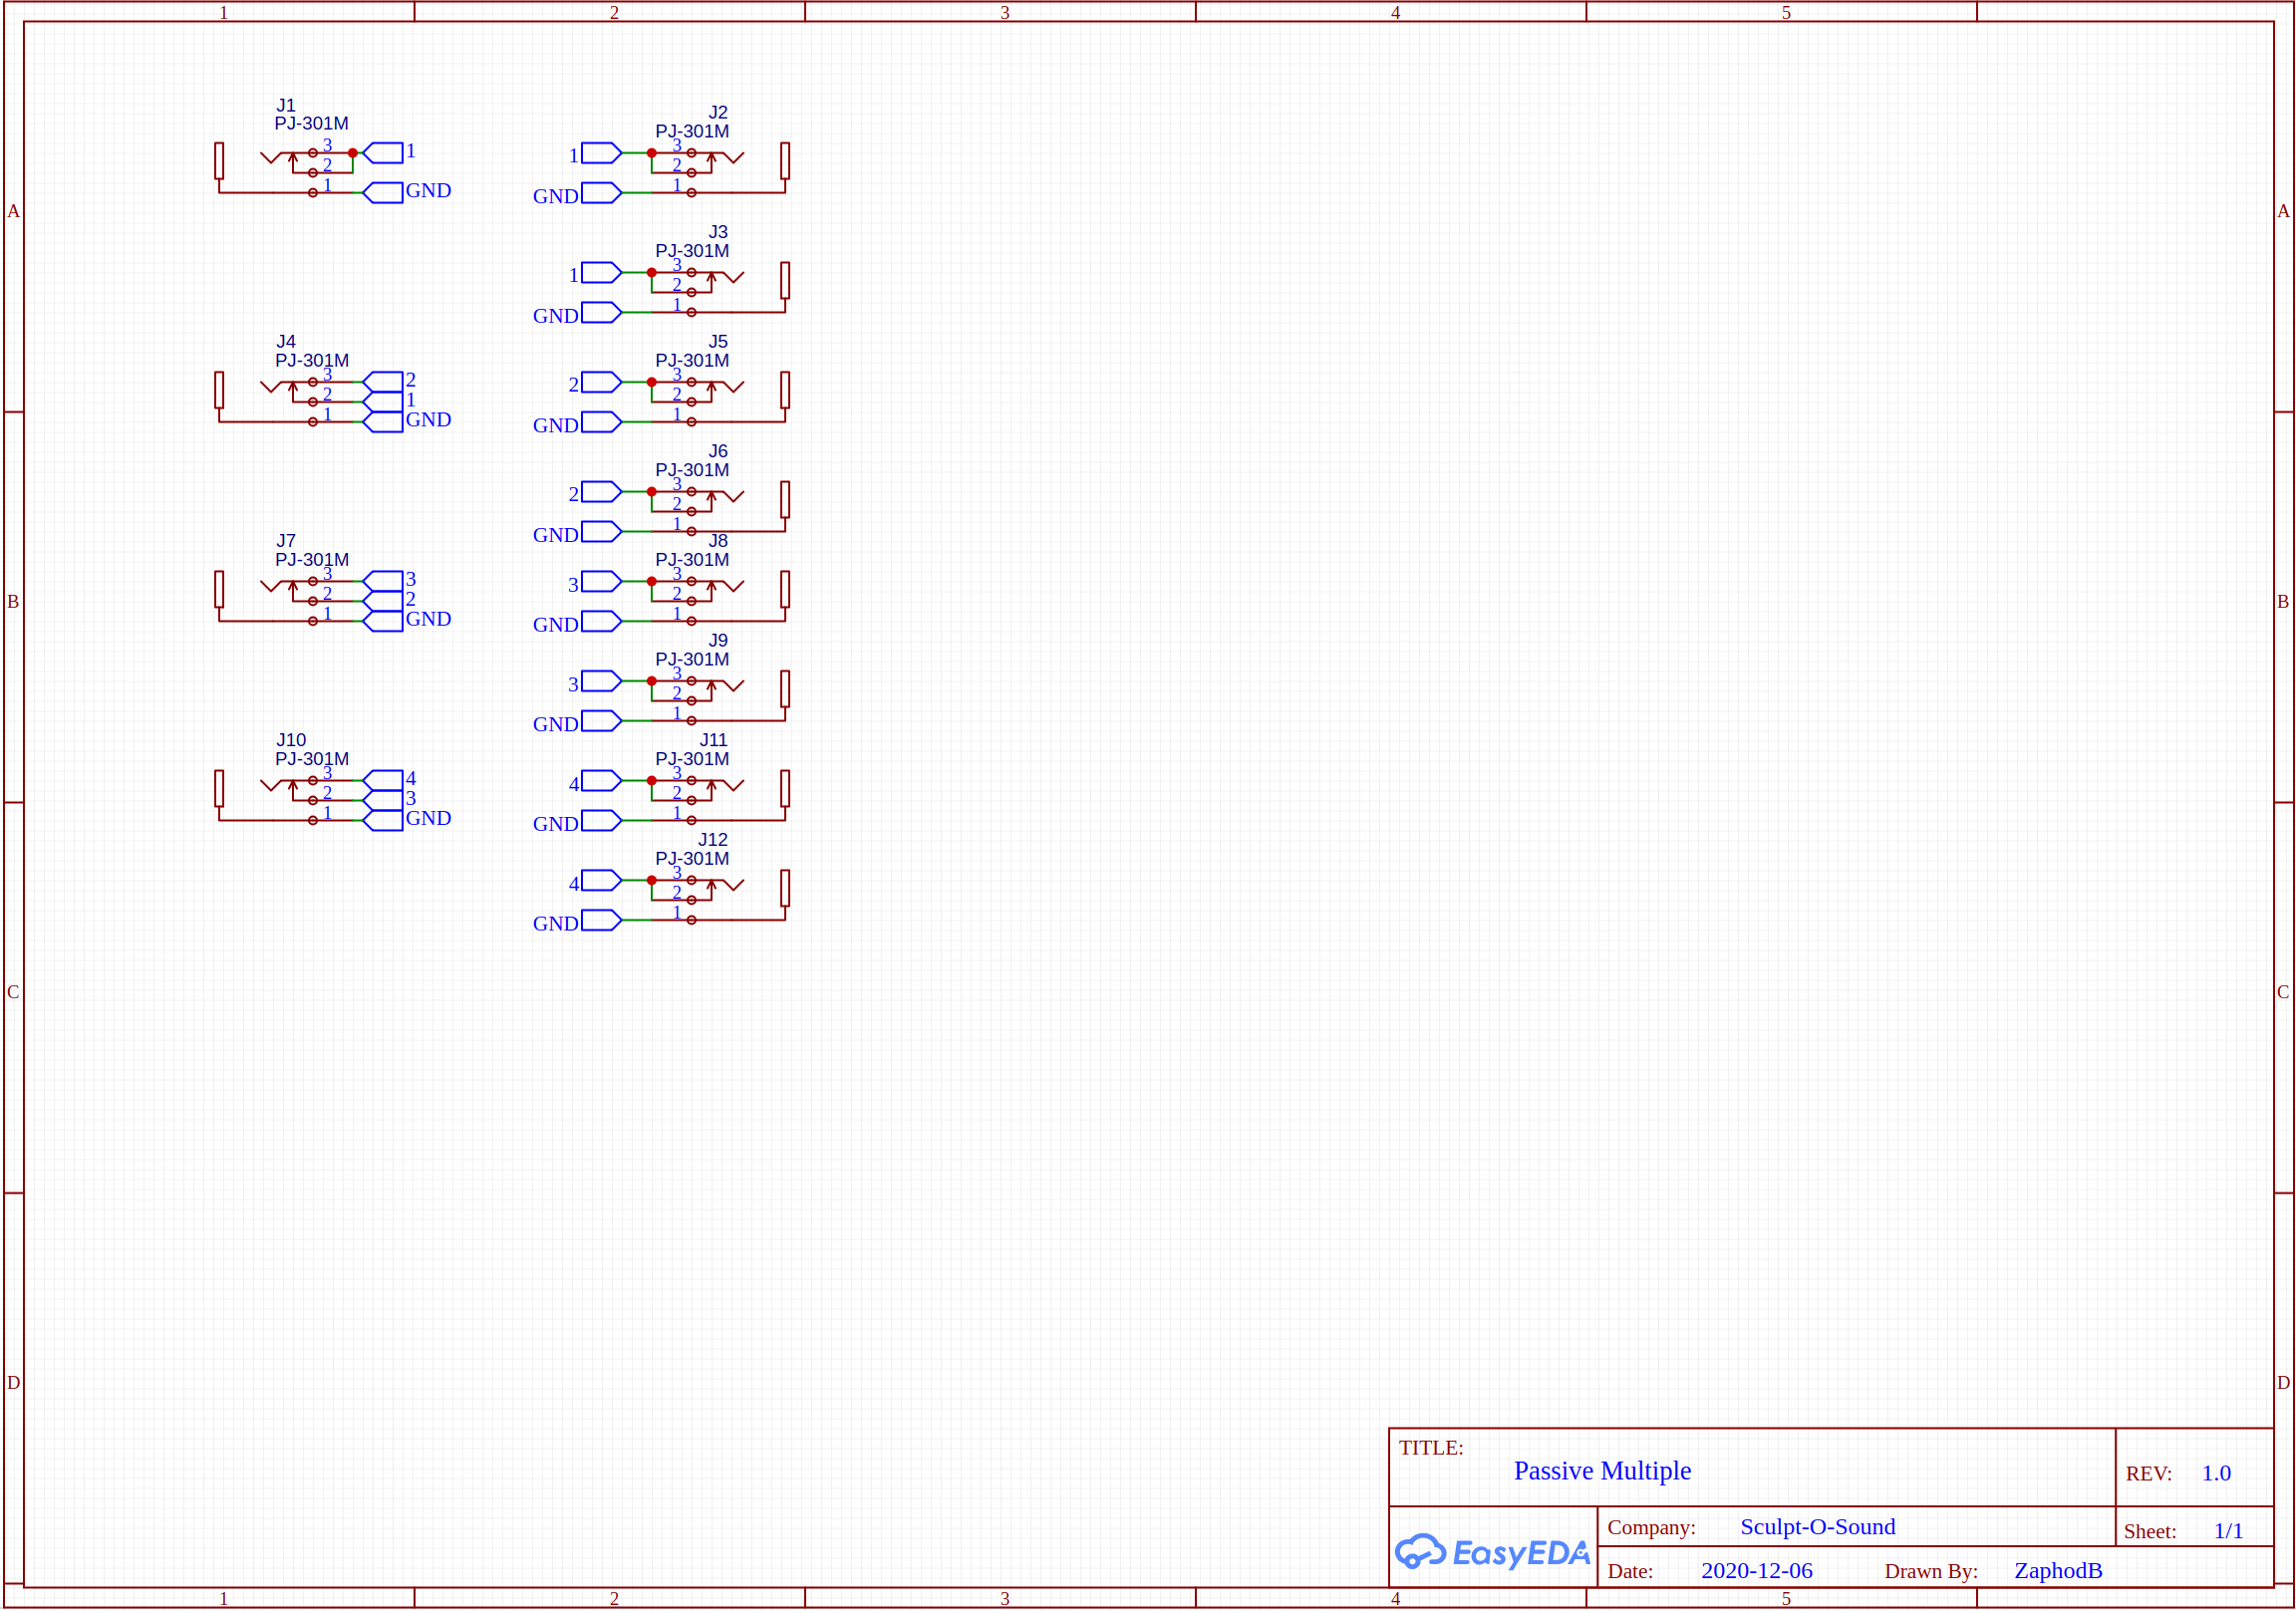 1 2 3 4 5
A A
J1
PJ-301M
3 1
2
1 GND
J2
PJ-301M
1 3
2
GND 1
J3
PJ-301M
1 3
2
GND 1
J4
PJ-301M
3 2
2 1
1 GND
J5
PJ-301M
2 3
2
GND 1
J6
PJ-301M
2 3
2
GND 1
B B
J7
PJ-301M
3 3
2 2
1 GND
J8
PJ-301M
3 3
2
GND 1
J9
PJ-301M
3 3
2
GND 1
J10
PJ-301M
3 4
2 3
1 GND
J11
PJ-301M
4 3
2
GND 1
J12
PJ-301M
4 3
2
GND 1
C C
D D
TITLE:
Passive Multiple
REV: 1.0
EasyEDA
Company: Sculpt-O-Sound
Sheet: 1/1
Date: 2020-12-06 Drawn By: ZaphodB
1 2 3 4 5